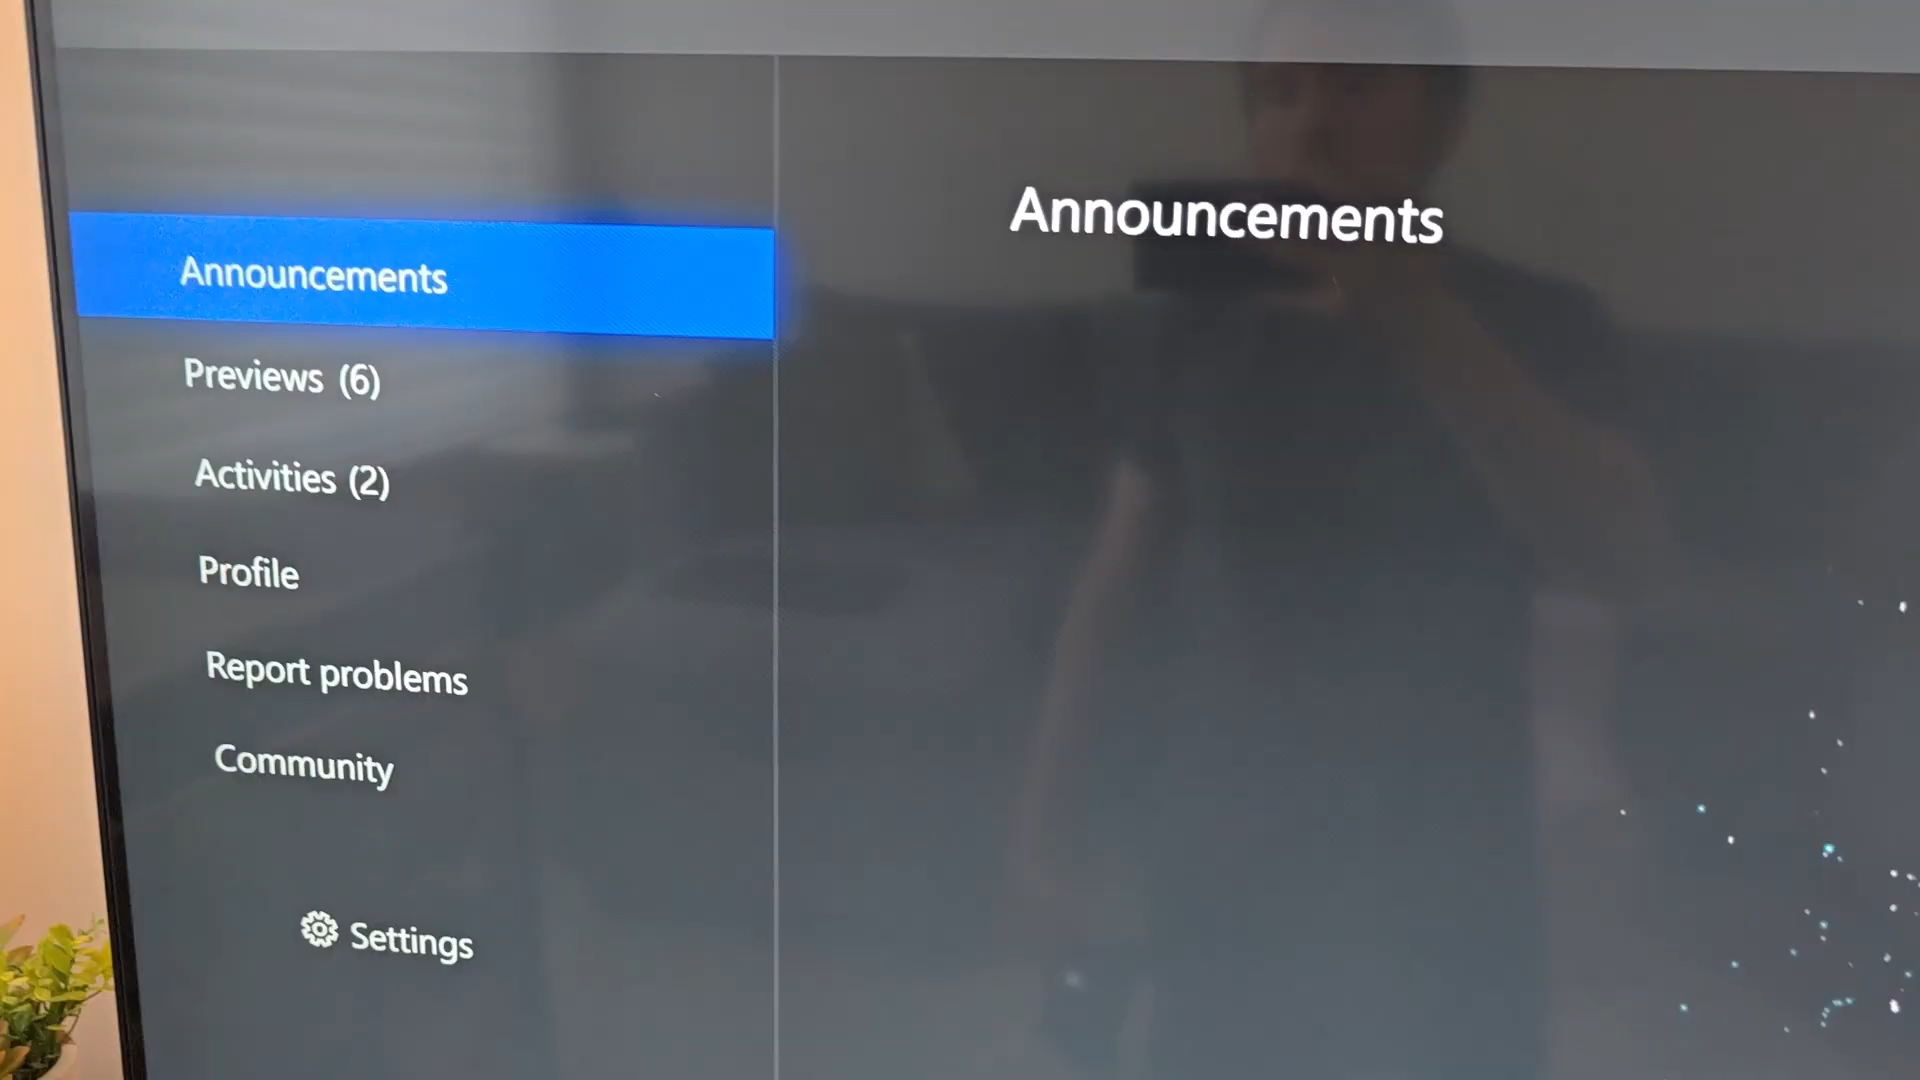 Announcements
Previews (6)
Activities (2)
Profile
Report problems
Community
Settings
Announcements